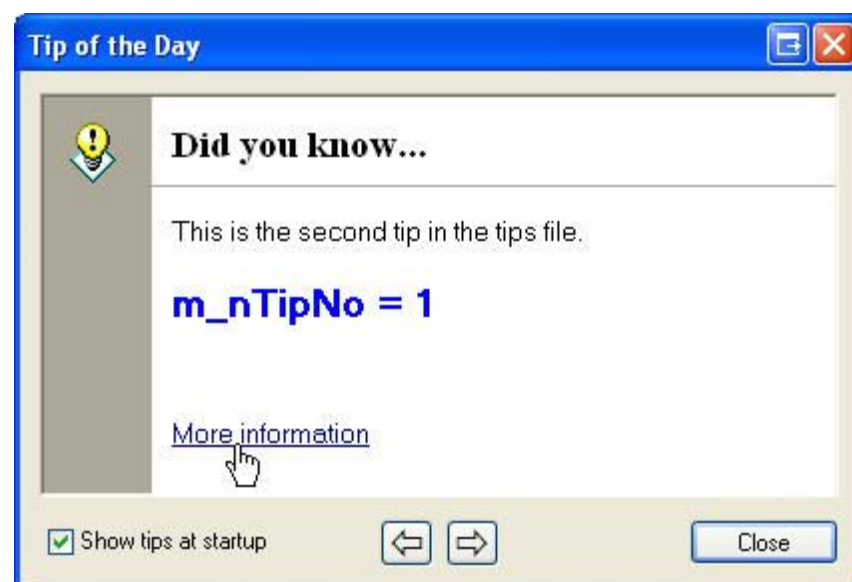 Tip of the Day
Did you know...
This is the second tip in the tips file.
m_nTipNo = 1
More information
Show tips at startup
Close